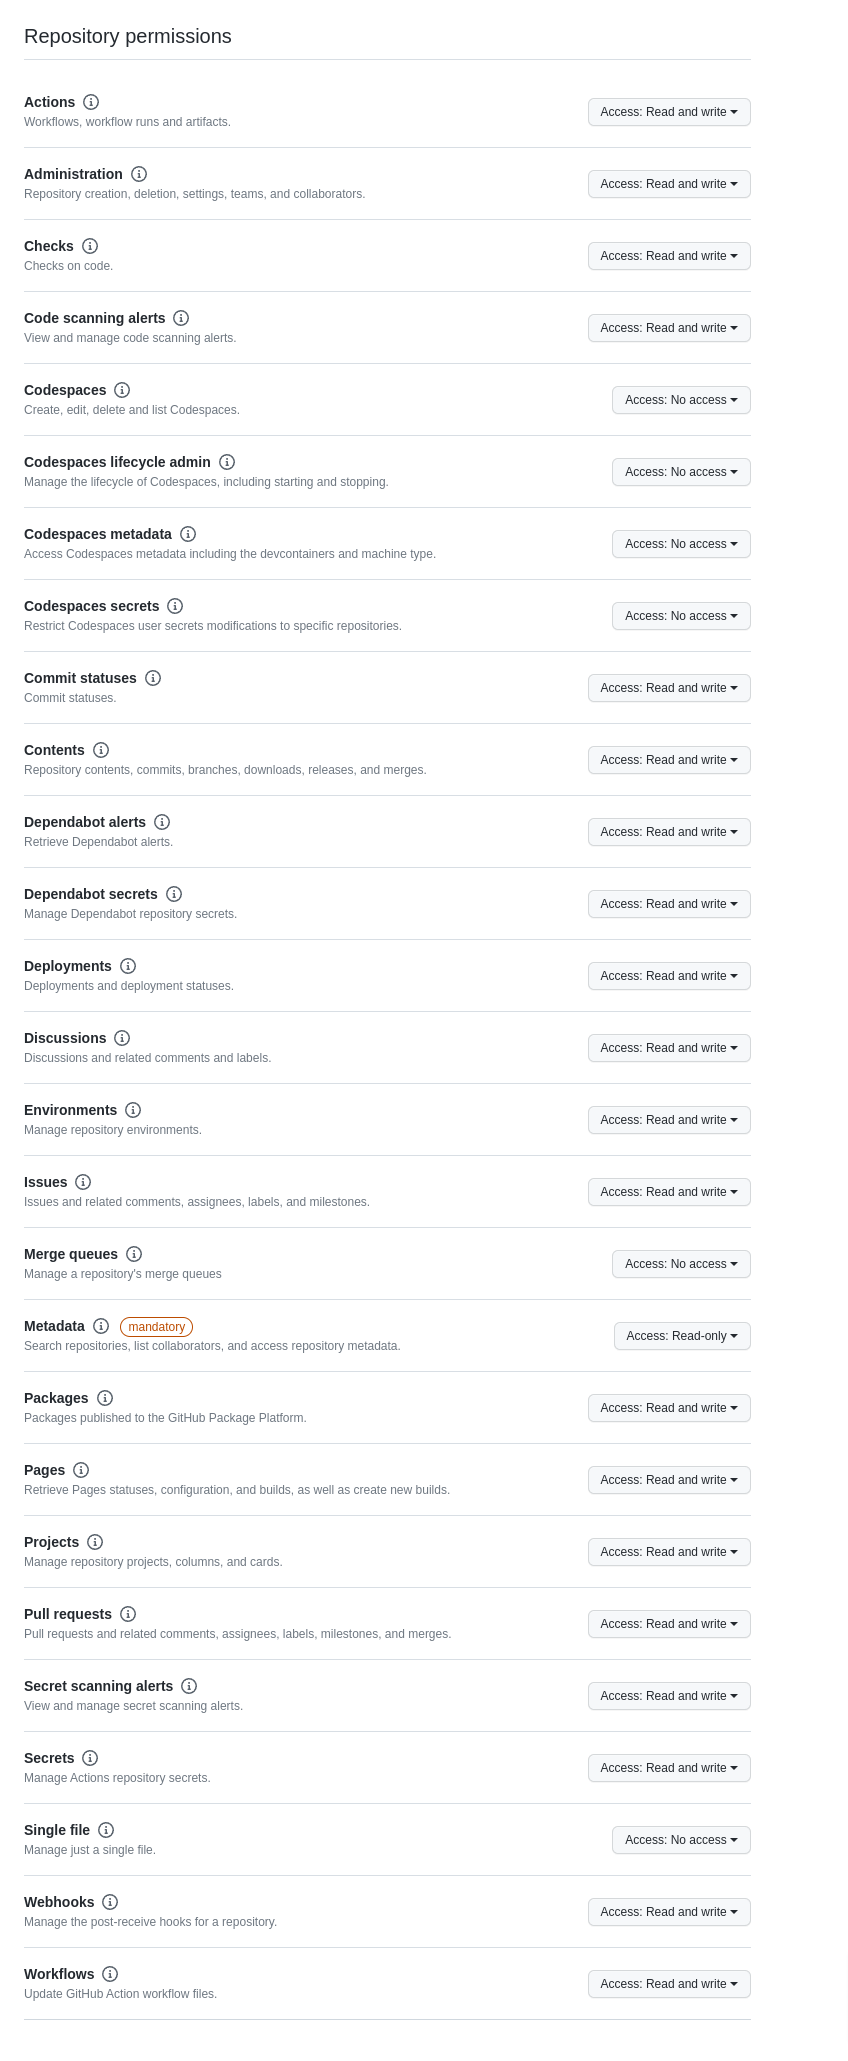 Repository permissions
Actions
Access: Read and write
Workflows, workflow runs and artifacts.
Administration
Access: Read and write
Repository creation, deletion, settings, teams, and collaborators.
Checks
Access: Read and write
Checks on code.
Code scanning alerts
Access: Read and write
View and manage code scanning alerts.
Codespaces
Access: No access
Create, edit, delete and list Codespaces.
Codespaces lifecycle admin
Access: No access
Manage the lifecycle of Codespaces, including starting and stopping.
Codespaces metadata
Access: No access
Access Codespaces metadata including the devcontainers and machine type.
Codespaces secrets
Access: No access
Restrict Codespaces user secrets modifications to specific repositories.
Commit statuses
Access: Read and write
Commit statuses.
Contents
Access: Read and write
Repository contents, commits, branches, downloads, releases, and merges.
Dependabot alerts
Access: Read and write
Retrieve Dependabot alerts.
Dependabot secrets
Access: Read and write
Manage Dependabot repository secrets.
Deployments
Access: Read and write
Deployments and deployment statuses.
Discussions
Access: Read and write
Discussions and related comments and labels.
Environments
Access: Read and write
Manage repository environments.
Issues
Access: Read and write
Issues and related comments, assignees, labels, and milestones.
Merge queues
Access: No access
Manage a repository's merge queues
Metadata mandatory
Access: Read-only
Search repositories, list collaborators, and access repository metadata.
Packages
Access: Read and write
Packages published to the GitHub Package Platform.
Pages
Access: Read and write
Retrieve Pages statuses, configuration, and builds, as well as create new builds.
Projects
Access: Read and write
Manage repository projects, columns, and cards.
Pull requests
Access: Read and write
Pull requests and related comments, assignees, labels, milestones, and merges.
Secret scanning alerts
Access: Read and write
View and manage secret scanning alerts.
Secrets
Access: Read and write
Manage Actions repository secrets.
Single file
Access: No access
Manage just a single file.
Webhooks
Access: Read and write
Manage the post-receive hooks for a repository.
Workflows
Access: Read and write
Update GitHub Action workflow files.